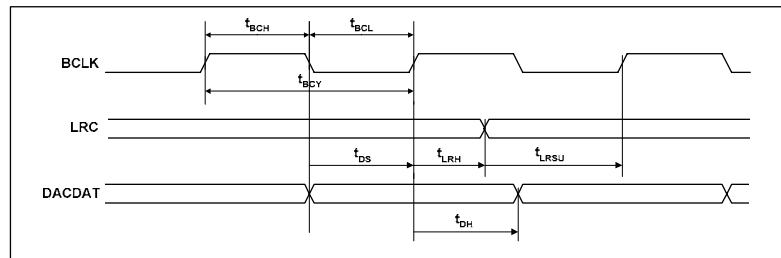 tBCH
tBCL
BCLK
tBCY
LRC
tDS
tLRH
tLRSU
DACDAT
tDH